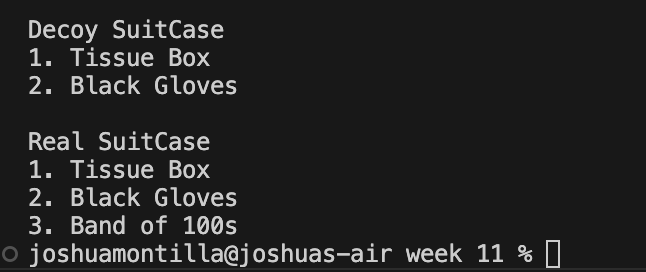 Decoy SuitCase
1. Tissue Box
2. Black Gloves
Real SuitCase
1. Tissue Box
2. Black Gloves
3. Band of 100s
joshuamontilla@joshuas-air week 11 %